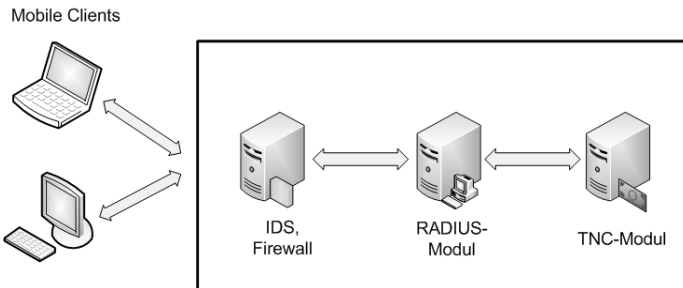 Mobile Clients
IDS,
Firewall
RADIUS-
Modul
TNC-Modul